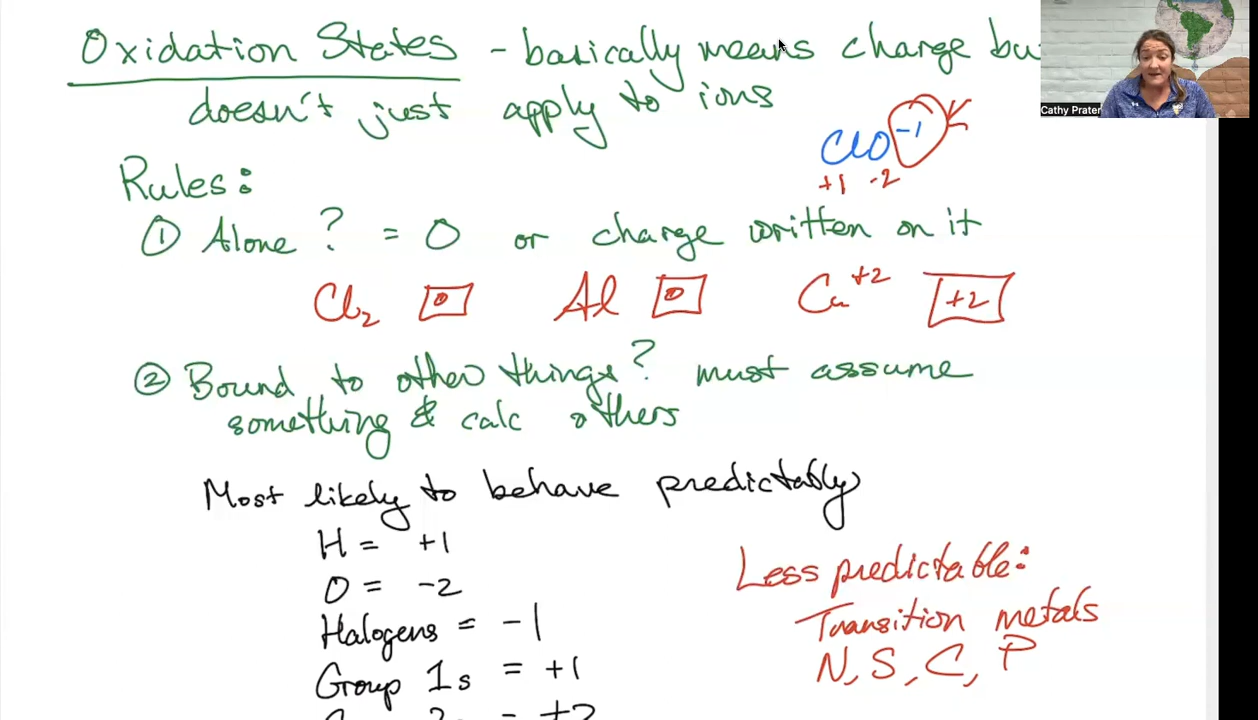 Oxidation States - basically means charge bu
doesn't just apply to ions
Cathy Prater
ClO⁻¹
+1 -2
Rules:
① Alone? = 0 or charge written on it
Cl₂ 0 Al 0 Cu⁺² +2
② Bound to other things? must assume
something & calc others
Most likely to behave predictably
H = +1
O = -2
Halogens = -1
Group 1s = +1
Less predictable:
Transition metals
N, S, C, P
= +2